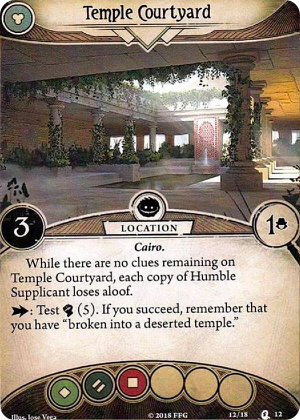 Temple Courtyard
3
LOCATION
1
Cairo.
While there are no clues remaining on
Temple Courtyard, each copy of Humble
Supplicant loses aloof.
: Test (5). If you succeed, remember that
you have “broken into a deserted temple.”
Illus. Jose Vega
© 2018 FFG
12/18
12